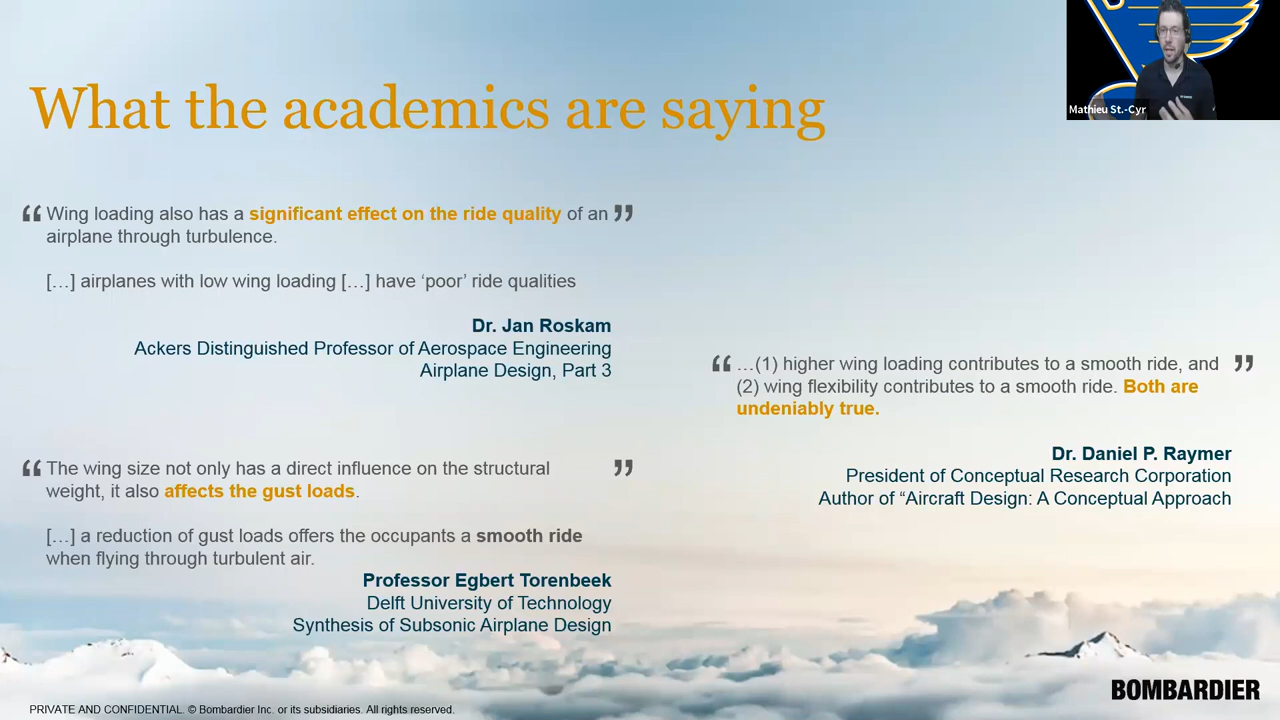 What the academics are saying
Mathieu St.-Cyr
“ Wing loading also has a significant effect on the ride quality of an ”
airplane through turbulence.
[…] airplanes with low wing loading […] have ‘poor’ ride qualities
Dr. Jan Roskam
Ackers Distinguished Professor of Aerospace Engineering
Airplane Design, Part 3
“ The wing size not only has a direct influence on the structural ”
weight, it also affects the gust loads.
[…] a reduction of gust loads offers the occupants a smooth ride
when flying through turbulent air.
Professor Egbert Torenbeek
Delft University of Technology
Synthesis of Subsonic Airplane Design
“ …(1) higher wing loading contributes to a smooth ride, and ”
(2) wing flexibility contributes to a smooth ride. Both are
undeniably true.
Dr. Daniel P. Raymer
President of Conceptual Research Corporation
Author of “Aircraft Design: A Conceptual Approach
BOMBARDIER
PRIVATE AND CONFIDENTIAL. © Bombardier Inc. or its subsidiaries. All rights reserved.